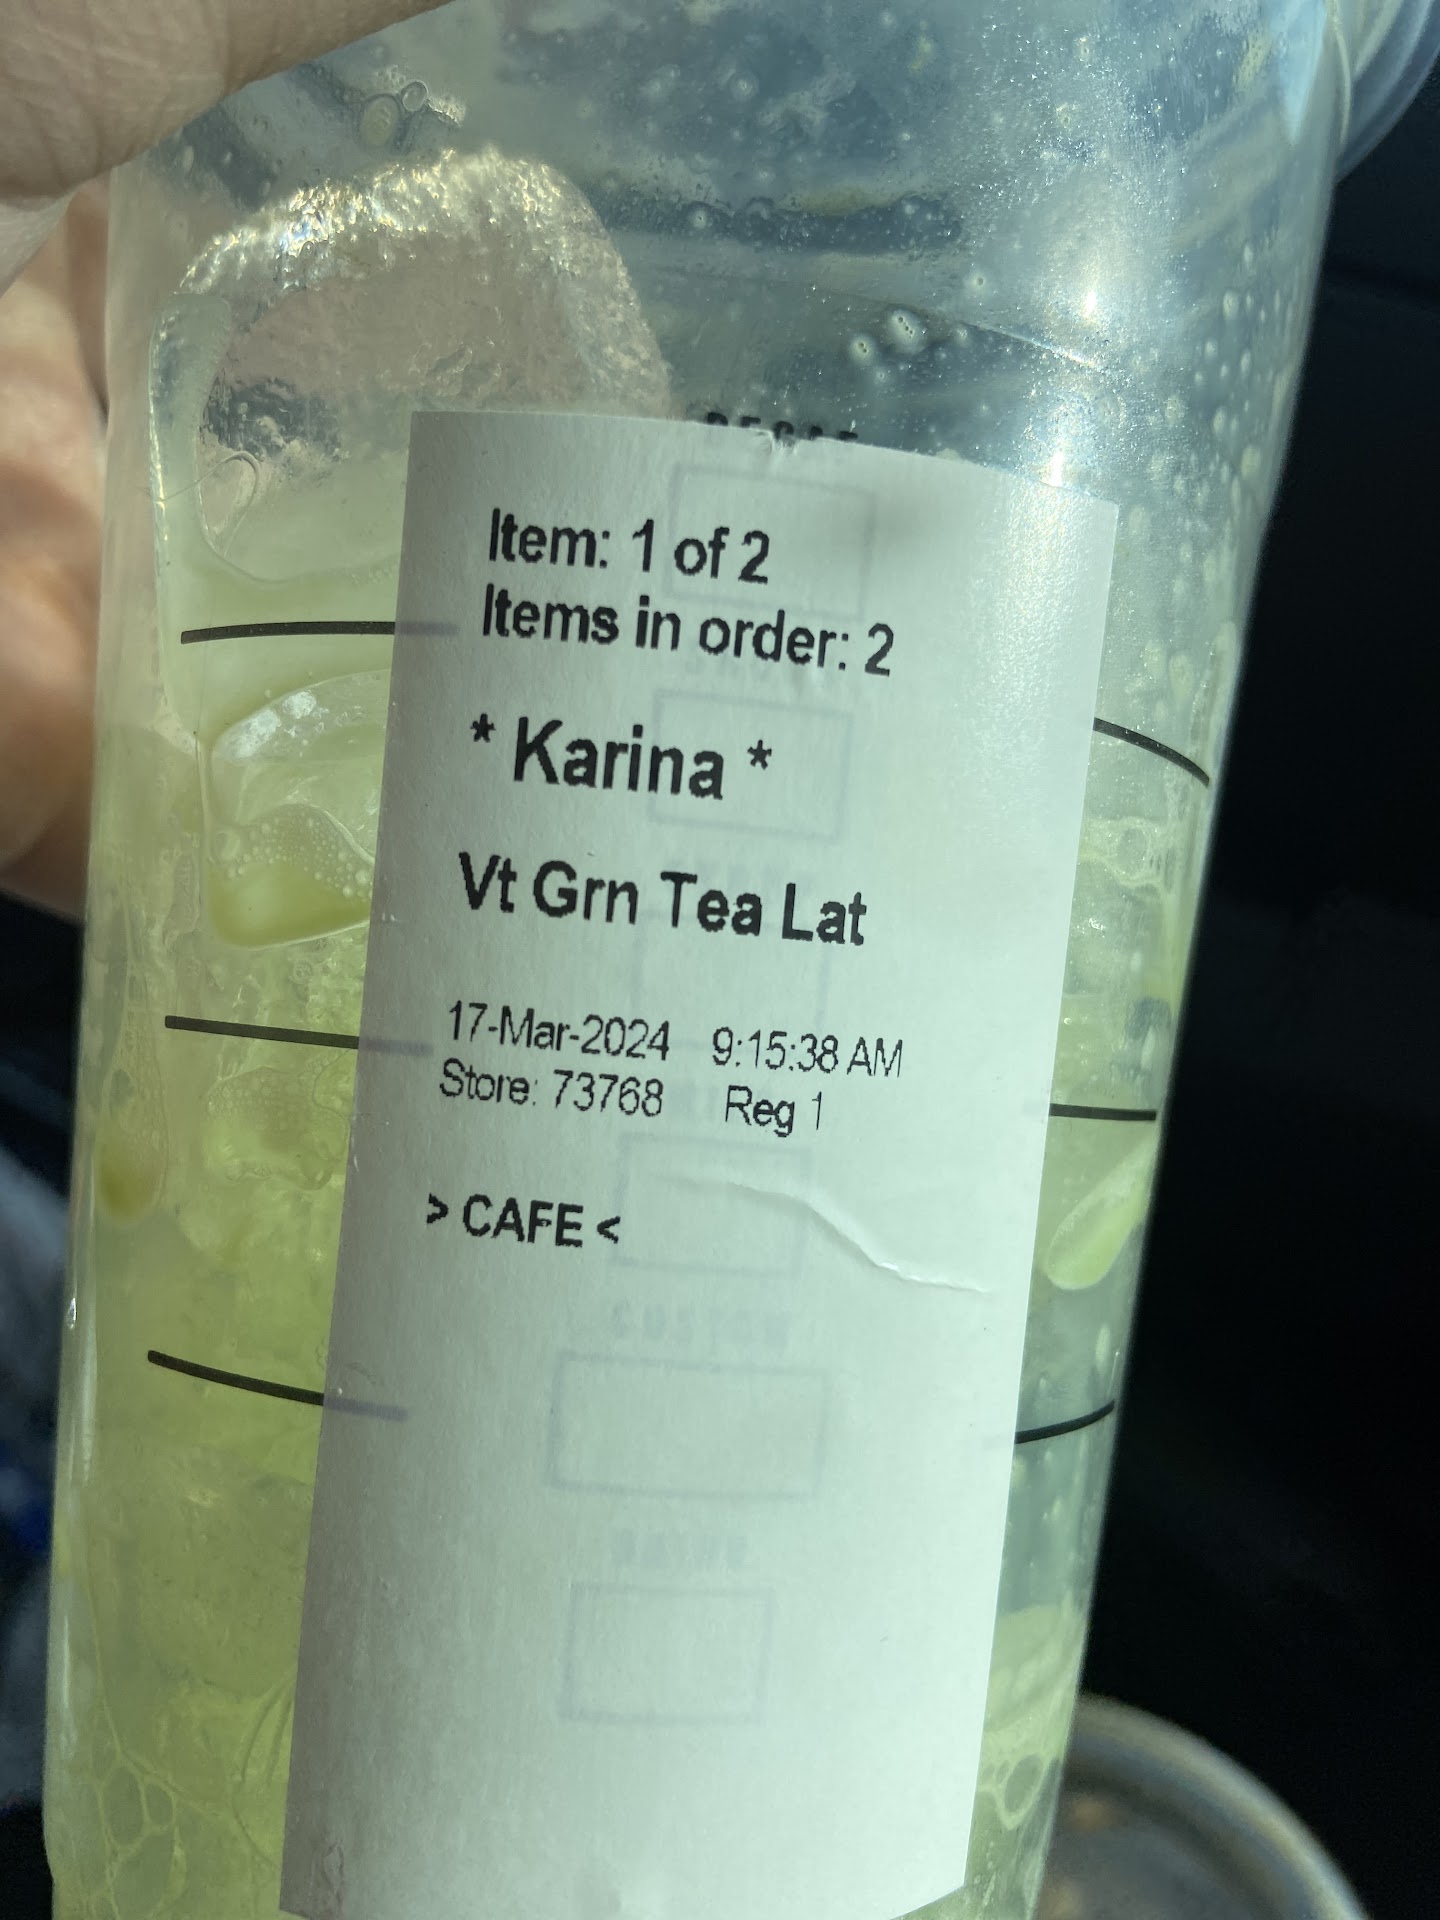 DECAF
Item: 1 of 2
Items in order: 2
* Karina *
Vt Grn Tea Lat
17-Mar-2024 9:15:38 AM
Store: 73768 Reg 1
> CAFE <